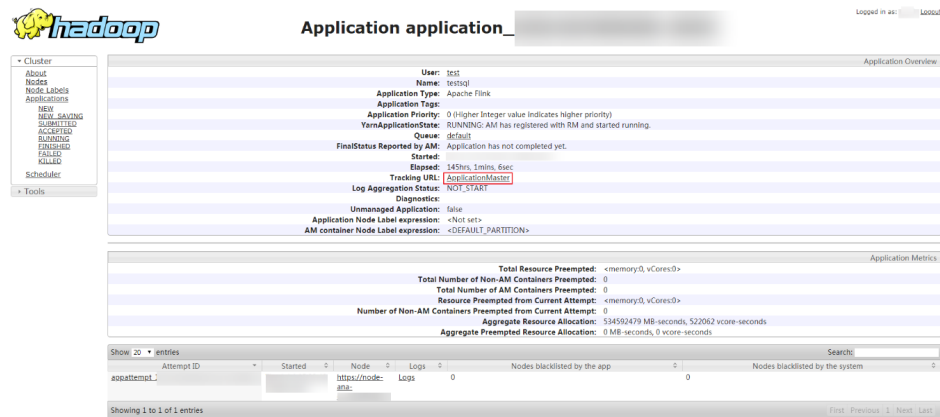 Logged in as: Logout
hadoop
Application application_
Cluster
About
Nodes
Node Labels
Applications
NEW
NEW_SAVING
SUBMITTED
ACCEPTED
RUNNING
FINISHED
FAILED
KILLED
Scheduler
Tools
Application Overview
User: test
Name: testsql
Application Type: Apache Flink
Application Tags:
Application Priority: 0 (Higher Integer value indicates higher priority)
YarnApplicationState: RUNNING: AM has registered with RM and started running.
Queue: default
FinalStatus Reported by AM: Application has not completed yet.
Started:
Elapsed: 145hrs, 1mins, 6sec
Tracking URL: ApplicationMaster
Log Aggregation Status: NOT_START
Diagnostics:
Unmanaged Application: false
Application Node Label expression: <Not set>
AM container Node Label expression: <DEFAULT_PARTITION>
Application Metrics
Total Resource Preempted: <memory:0, vCores:0>
Total Number of Non-AM Containers Preempted: 0
Total Number of AM Containers Preempted: 0
Resource Preempted from Current Attempt: <memory:0, vCores:0>
Number of Non-AM Containers Preempted from Current Attempt: 0
Aggregate Resource Allocation: 534592479 MB-seconds, 522062 vcore-seconds
Aggregate Preempted Resource Allocation: 0 MB-seconds, 0 vcore-seconds
Show 20 entries Search:
Attempt ID Started Node Logs Nodes blacklisted by the app Nodes blacklisted by the system
appattempt_ https://node- Logs 0 0
ana-
Showing 1 to 1 of 1 entries First Previous 1 Next Last